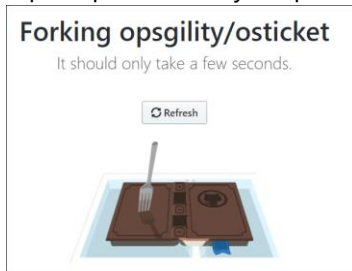 Forking opsgility/osticket
It should only take a few seconds.
Refresh